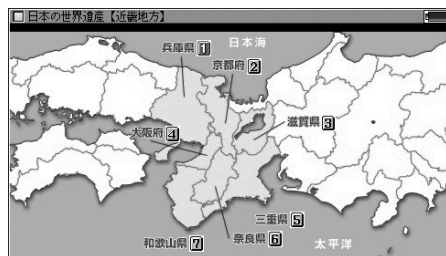 日本の世界遺産【近畿地方】
兵庫県 1
日本海
京都府 2
滋賀県 3
大阪府 4
三重県 5
奈良県 6
和歌山県 7
太平洋